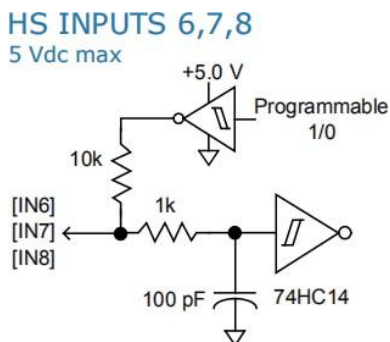 HS INPUTS 6,7,8
5 Vdc max
+5.0 V
Programmable
1/0
10k
[IN6]
1k
[IN7]
[IN8]
100 pF
74HC14